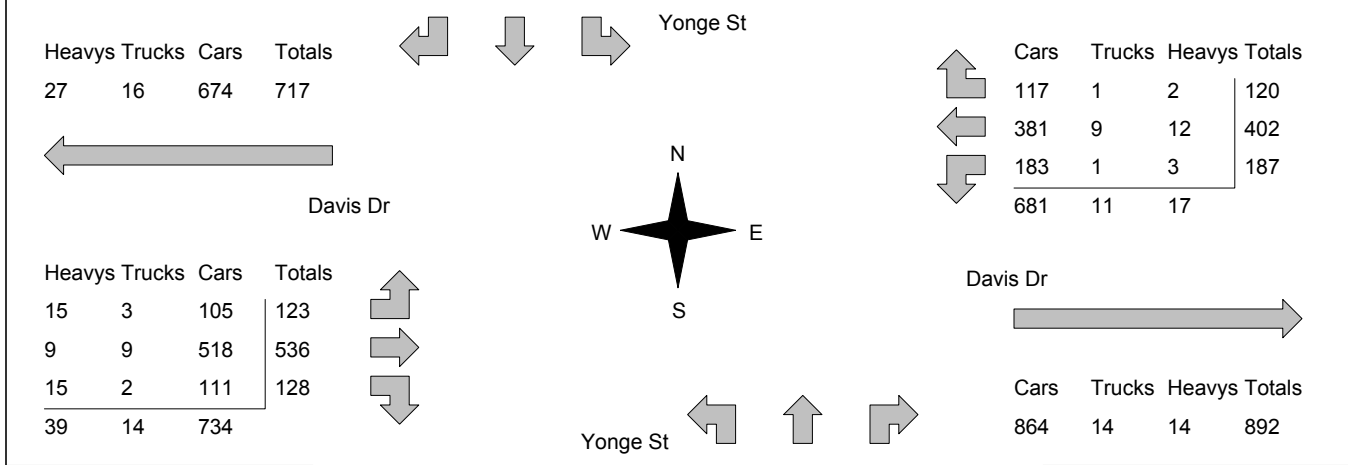 Yonge St
Heavys Trucks Cars Totals
27 16 674 717
Cars Trucks Heavys Totals
117 1 2 120
381 9 12 402
183 1 3 187
681 11 17
Davis Dr
N
W E
S
Heavys Trucks Cars Totals
15 3 105 123
9 9 518 536
15 2 111 128
39 14 734
Davis Dr
Cars Trucks Heavys Totals
864 14 14 892
Yonge St